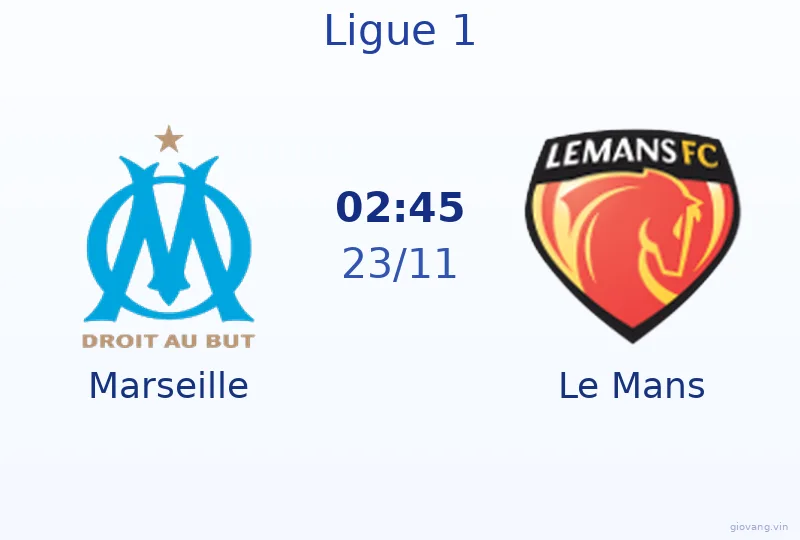 Ligue 1
LEMANS FC
02:45
23/11
DROIT AU BUT
Marseille
Le Mans
giovang.vin